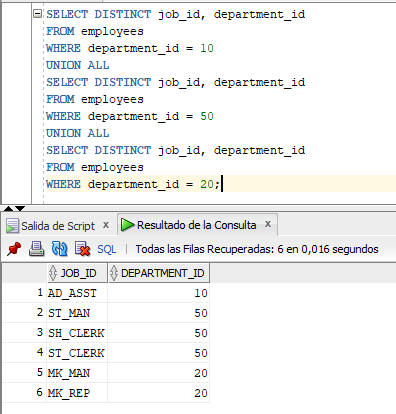 SELECT DISTINCT job_id, department_id
FROM employees
WHERE department_id = 10
UNION ALL
SELECT DISTINCT job_id, department_id
FROM employees
WHERE department_id = 50
UNION ALL
SELECT DISTINCT job_id, department_id
FROM employees
WHERE department_id = 20;
Salida de Script x Resultado de la Consulta x
SQL | Todas las Filas Recuperadas: 6 en 0,016 segundos
JOB_ID DEPARTMENT_ID
1 AD_ASST 10
2 ST_MAN 50
3 SH_CLERK 50
4 ST_CLERK 50
5 MK_MAN 20
6 MK_REP 20